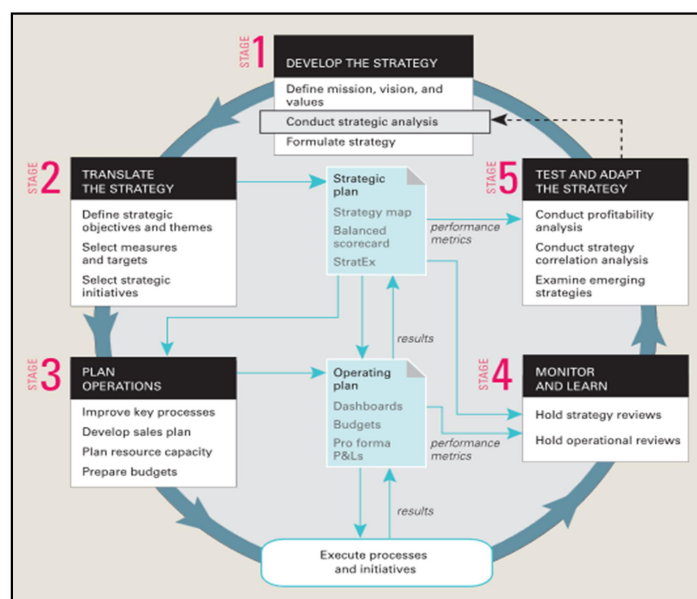 STAGE 1
DEVELOP THE STRATEGY
Define mission, vision, and
values
Conduct strategic analysis
Formulate strategy
STAGE 2
TRANSLATE
THE STRATEGY
Define strategic
objectives and themes
Select measures
and targets
Select strategic
initiatives
Strategic
plan
Strategy map
Balanced
scorecard
StratEx
performance
metrics
STAGE 5
TEST AND ADAPT
THE STRATEGY
Conduct profitability
analysis
Conduct strategy
correlation analysis
Examine emerging
strategies
results
STAGE 3
PLAN
OPERATIONS
Improve key processes
Develop sales plan
Plan resource capacity
Prepare budgets
Operating
plan
Dashboards
Budgets
Pro forma
P&Ls
performance
metrics
STAGE 4
MONITOR
AND LEARN
Hold strategy reviews
Hold operational reviews
results
Execute processes
and initiatives